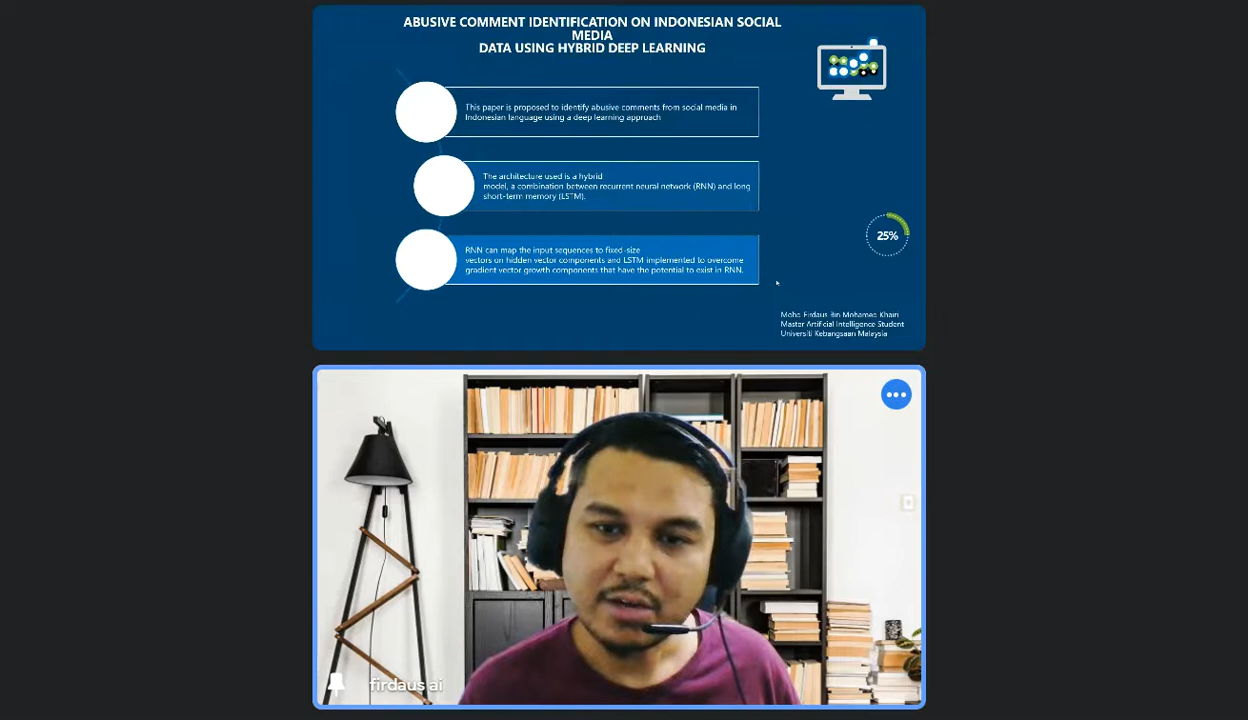 ABUSIVE COMMENT IDENTIFICATION ON INDONESIAN SOCIAL
MEDIA
DATA USING HYBRID DEEP LEARNING
This paper is proposed to identify abusive comments from social media in
Indonesian language using a deep learning approach
The architecture used is a hybrid
model, a combination between recurrent neural network (RNN) and long
short-term memory (LSTM).
RNN can map the input sequences to fixed-size
vectors on hidden vector components and LSTM implemented to overcome
gradient vector growth components that have the potential to exist in RNN.
25%
Mohd Firdaus Bin Mohamed Khairi
Master Artificial Intelligence Student
Universiti Kebangsaan Malaysia
firdaus ai